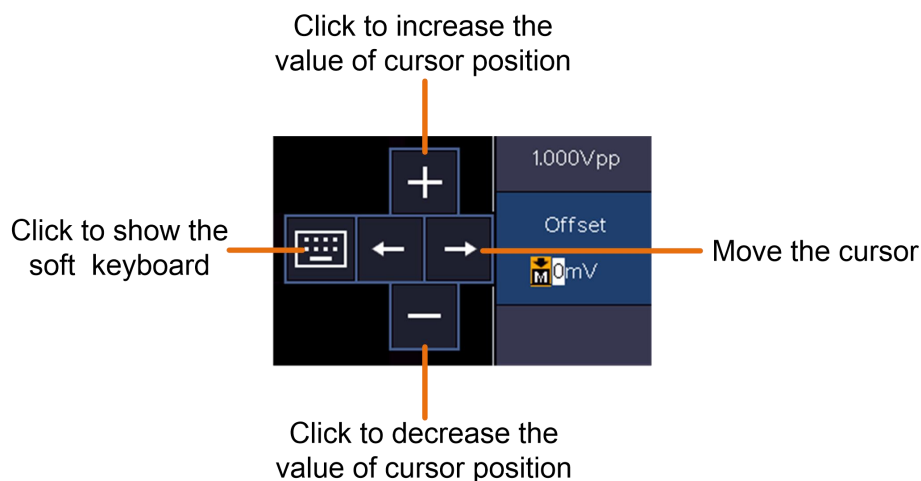 Click to increase the
value of cursor position
1.000Vpp
Offset
Click to show the
soft keyboard
M 0mV
Move the cursor
Click to decrease the
value of cursor position